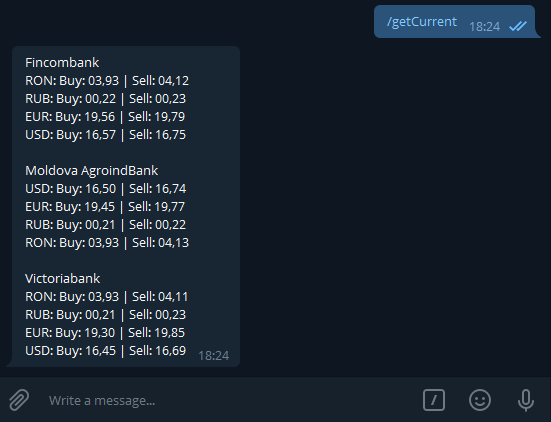 /getCurrent 18:24
Fincombank
RON: Buy: 03,93 | Sell: 04,12
RUB: Buy: 00,22 | Sell: 00,23
EUR: Buy: 19,56 | Sell: 19,79
USD: Buy: 16,57 | Sell: 16,75
Moldova AgroindBank
USD: Buy: 16,50 | Sell: 16,74
EUR: Buy: 19,45 | Sell: 19,77
RUB: Buy: 00,21 | Sell: 00,22
RON: Buy: 03,93 | Sell: 04,13
Victoriabank
RON: Buy: 03,93 | Sell: 04,11
RUB: Buy: 00,21 | Sell: 00,23
EUR: Buy: 19,30 | Sell: 19,85
USD: Buy: 16,45 | Sell: 16,69 18:24
Write a message...